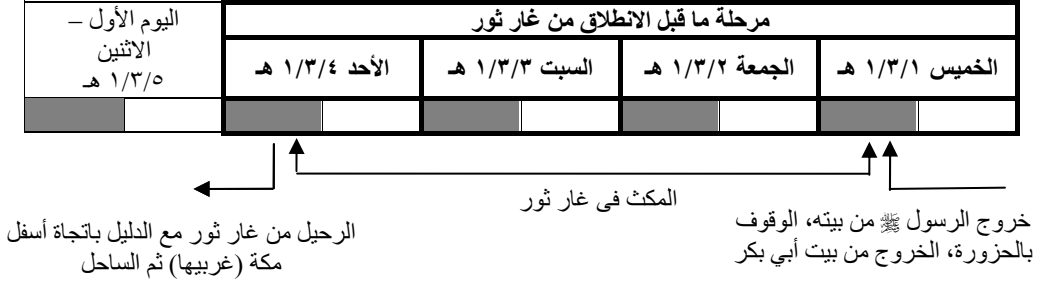 مرحلة ما قبل الانطلاق من غار ثور
اليوم الأول –
الاثنين
١/٣/٥ هـ
الخميس ١/٣/١ هـ
الجمعة ١/٣/٢ هـ
السبت ١/٣/٣ هـ
الأحد ١/٣/٤ هـ
المكث فى غار ثور
خروج الرسول ﷺ من بيته، الوقوف
بالحزورة، الخروج من بيت أبي بكر
الرحيل من غار ثور مع الدليل باتجاة أسفل
مكة (غربيها) ثم الساحل